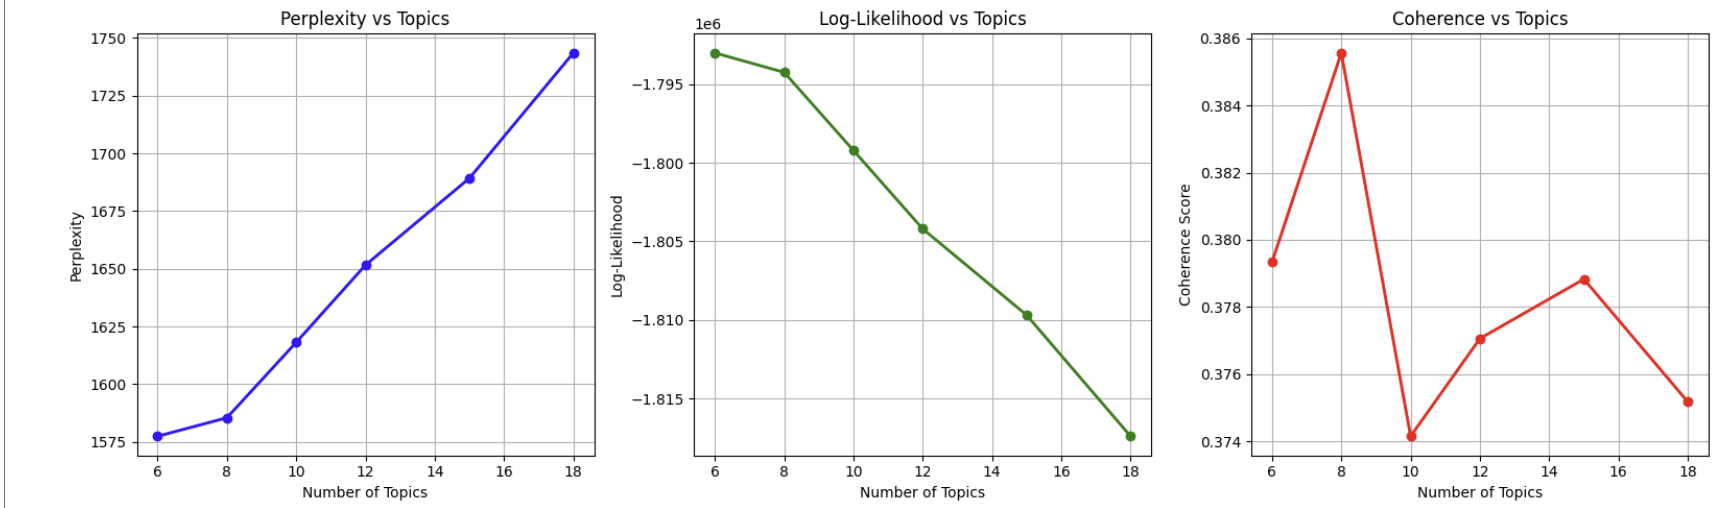 Perplexity vs Topics
1750
1725
1700
1675
1650
1625
1600
1575
Perplexity
6 8 10 12 14 16 18
Number of Topics
Log-Likelihood vs Topics
1e6
−1.795
−1.800
−1.805
−1.810
−1.815
Log-Likelihood
6 8 10 12 14 16 18
Number of Topics
Coherence vs Topics
0.386
0.384
0.382
0.380
0.378
0.376
0.374
Coherence Score
6 8 10 12 14 16 18
Number of Topics